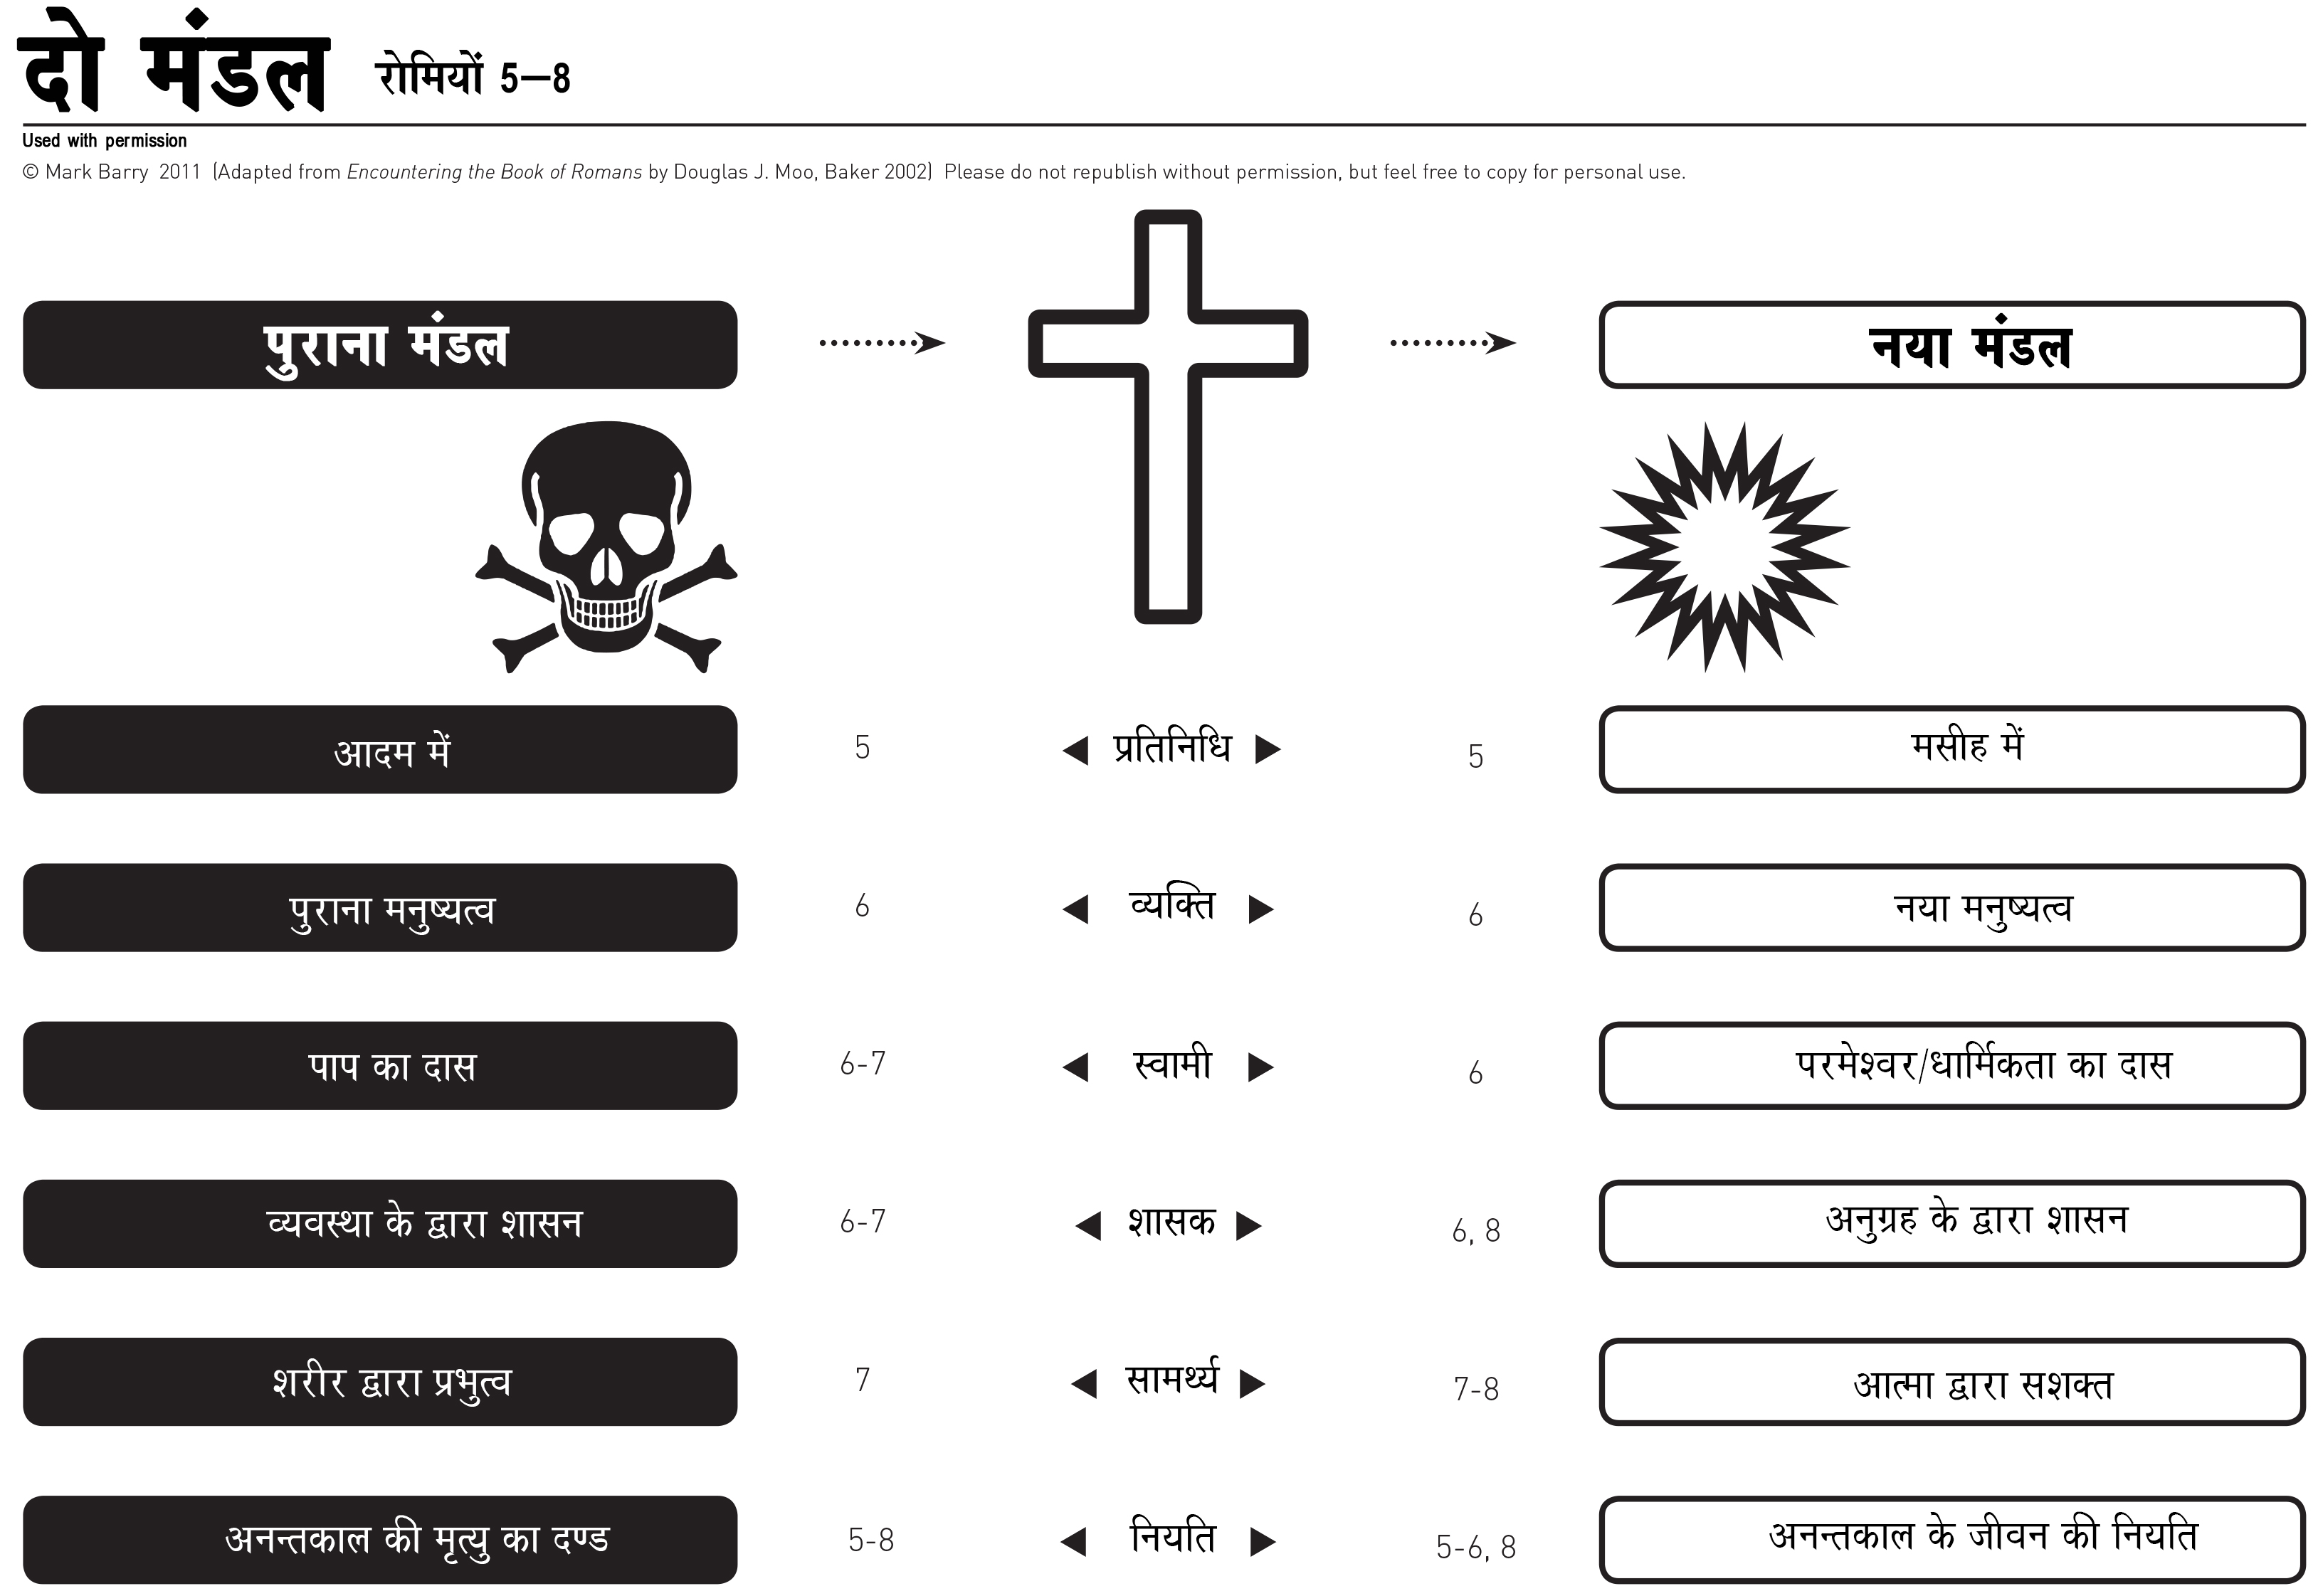 दो मंडल रोमियों 5—8
Used with permission
© Mark Barry 2011 (Adapted from Encountering the Book of Romans by Douglas J. Moo, Baker 2002) Please do not republish without permission, but feel free to copy for personal use.
पुराना मंडल नया मंडल
आदम में 5 प्रतिनिधि 5 मसीह में
पुराना मनुष्यत्व 6 व्यक्ति 6 नया मनुष्यत्व
पाप का दास 6-7 स्वामी 6 परमेश्वर/धार्मिकता का दास
व्यवस्था के द्वारा शासन 6-7 शासक 6, 8 अनुग्रह के द्वारा शासन
शरीर द्वारा प्रभुत्व 7 सामर्थ्य 7-8 आत्मा द्वारा सशक्त
अनन्तकाल की मृत्यु का दण्ड 5-8 नियति 5-6, 8 अनन्तकाल के जीवन की नियति